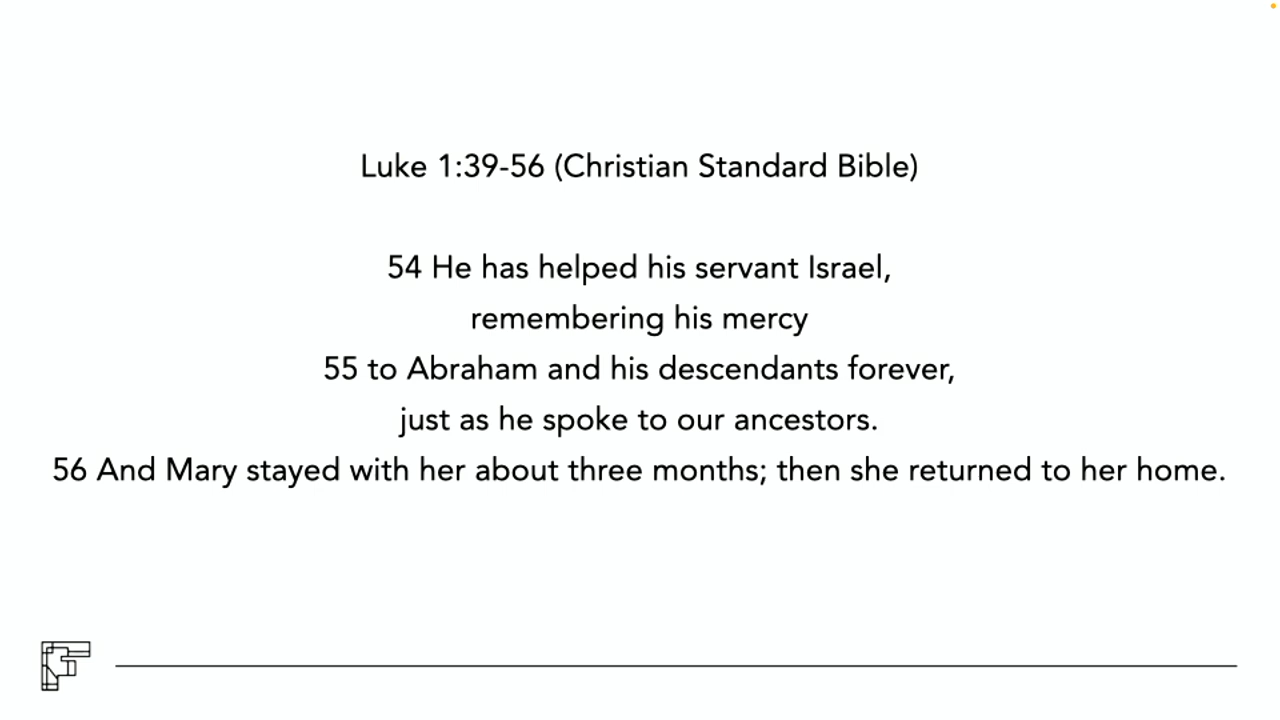 Luke 1:39-56 (Christian Standard Bible)
54 He has helped his servant Israel,
remembering his mercy
55 to Abraham and his descendants forever,
just as he spoke to our ancestors.
56 And Mary stayed with her about three months; then she returned to her home.